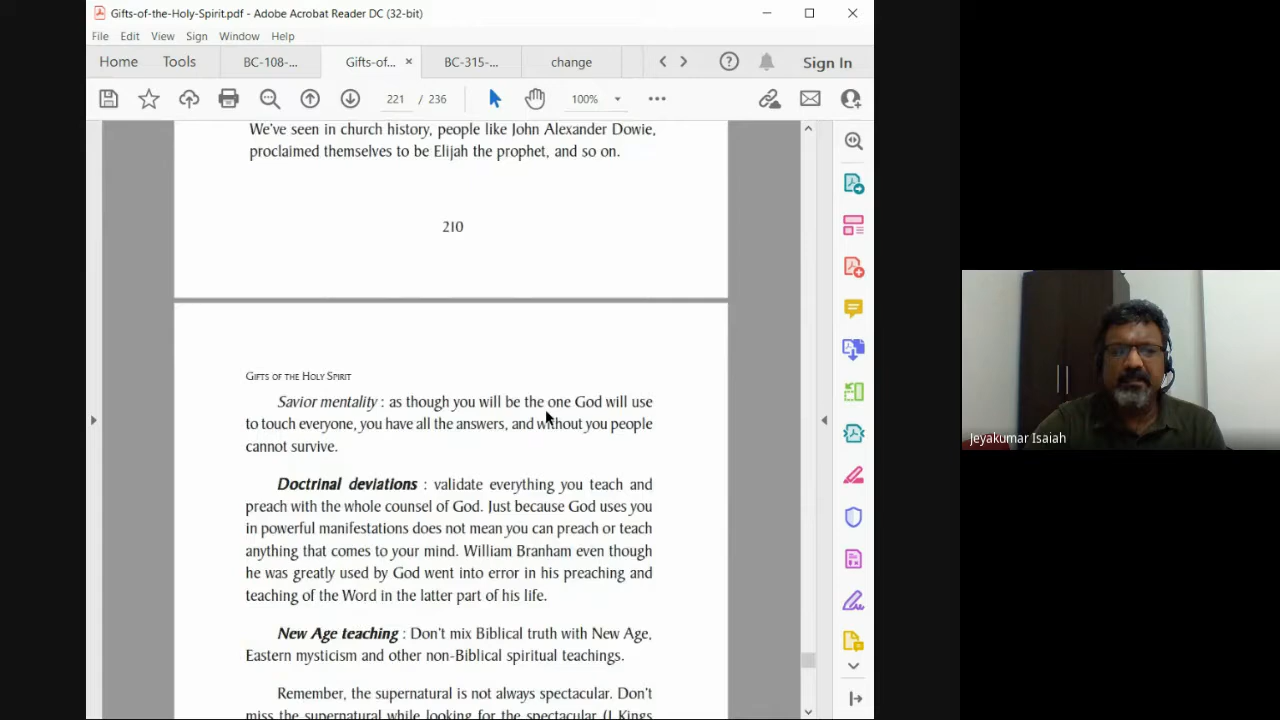 Gifts-of-the-Holy-Spirit.pdf - Adobe Acrobat Reader DC (32-bit)
File Edit View Sign Window Help
Home Tools BC-108-... Gifts-of... × BC-315-... change Sign In
221 / 236 100%
We've seen in church history, people like John Alexander Dowie,
proclaimed themselves to be Elijah the prophet, and so on.
210
GIFTS OF THE HOLY SPIRIT
Savior mentality : as though you will be the one God will use
to touch everyone, you have all the answers, and without you people
cannot survive.
Doctrinal deviations : validate everything you teach and
preach with the whole counsel of God. Just because God uses you
in powerful manifestations does not mean you can preach or teach
anything that comes to your mind. William Branham even though
he was greatly used by God went into error in his preaching and
teaching of the Word in the latter part of his life.
New Age teaching : Don't mix Biblical truth with New Age,
Eastern mysticism and other non-Biblical spiritual teachings.
Remember, the supernatural is not always spectacular. Don't
miss the supernatural while looking for the spectacular (I Kings
Jeyakumar Isaiah